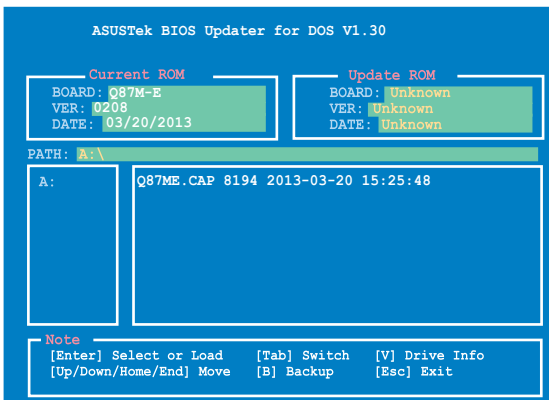 ASUSTek BIOS Updater for DOS V1.30
Current ROM
BOARD: Q87M-E
VER: 0208
DATE: 03/20/2013
Update ROM
BOARD: Unknown
VER: Unknown
DATE: Unknown
PATH: A:\
A:
Q87ME.CAP 8194 2013-03-20 15:25:48
Note
[Enter] Select or Load [Tab] Switch [V] Drive Info
[Up/Down/Home/End] Move [B] Backup [Esc] Exit